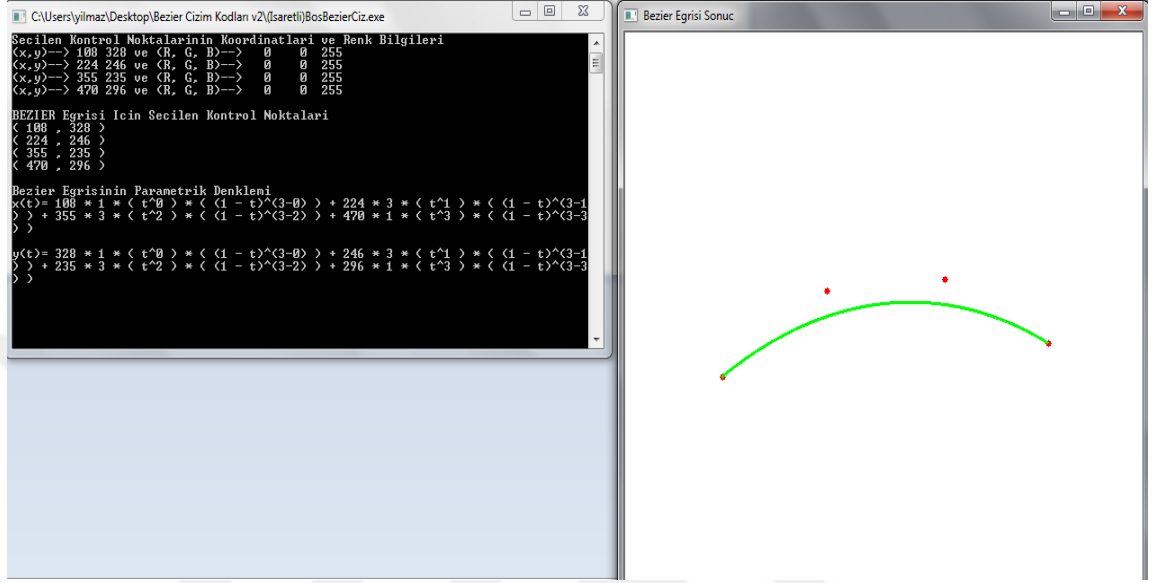 C:\Users\yilmaz\Desktop\Bezier Cizim Kodları v2\(Isaretli)BosBezierCiz.exe
Secilen Kontrol Noktalarinin Koordinatlari ve Renk Bilgileri
(x,y)--> 108 328 ve (R, G, B)--> 0 0 255
(x,y)--> 224 246 ve (R, G, B)--> 0 0 255
(x,y)--> 355 235 ve (R, G, B)--> 0 0 255
(x,y)--> 470 296 ve (R, G, B)--> 0 0 255
BEZIER Egrisi Icin Secilen Kontrol Noktalari
( 108 , 328 )
( 224 , 246 )
( 355 , 235 )
( 470 , 296 )
Bezier Egrisinin Parametrik Denklemi
x(t)= 108 * 1 * ( t^0 ) * ( (1 - t)^(3-0) ) + 224 * 3 * ( t^1 ) * ( (1 - t)^(3-1
) ) + 355 * 3 * ( t^2 ) * ( (1 - t)^(3-2) ) + 470 * 1 * ( t^3 ) * ( (1 - t)^(3-3
) )
y(t)= 328 * 1 * ( t^0 ) * ( (1 - t)^(3-0) ) + 246 * 3 * ( t^1 ) * ( (1 - t)^(3-1
) ) + 235 * 3 * ( t^2 ) * ( (1 - t)^(3-2) ) + 296 * 1 * ( t^3 ) * ( (1 - t)^(3-3
) )
Bezier Egrisi Sonuc